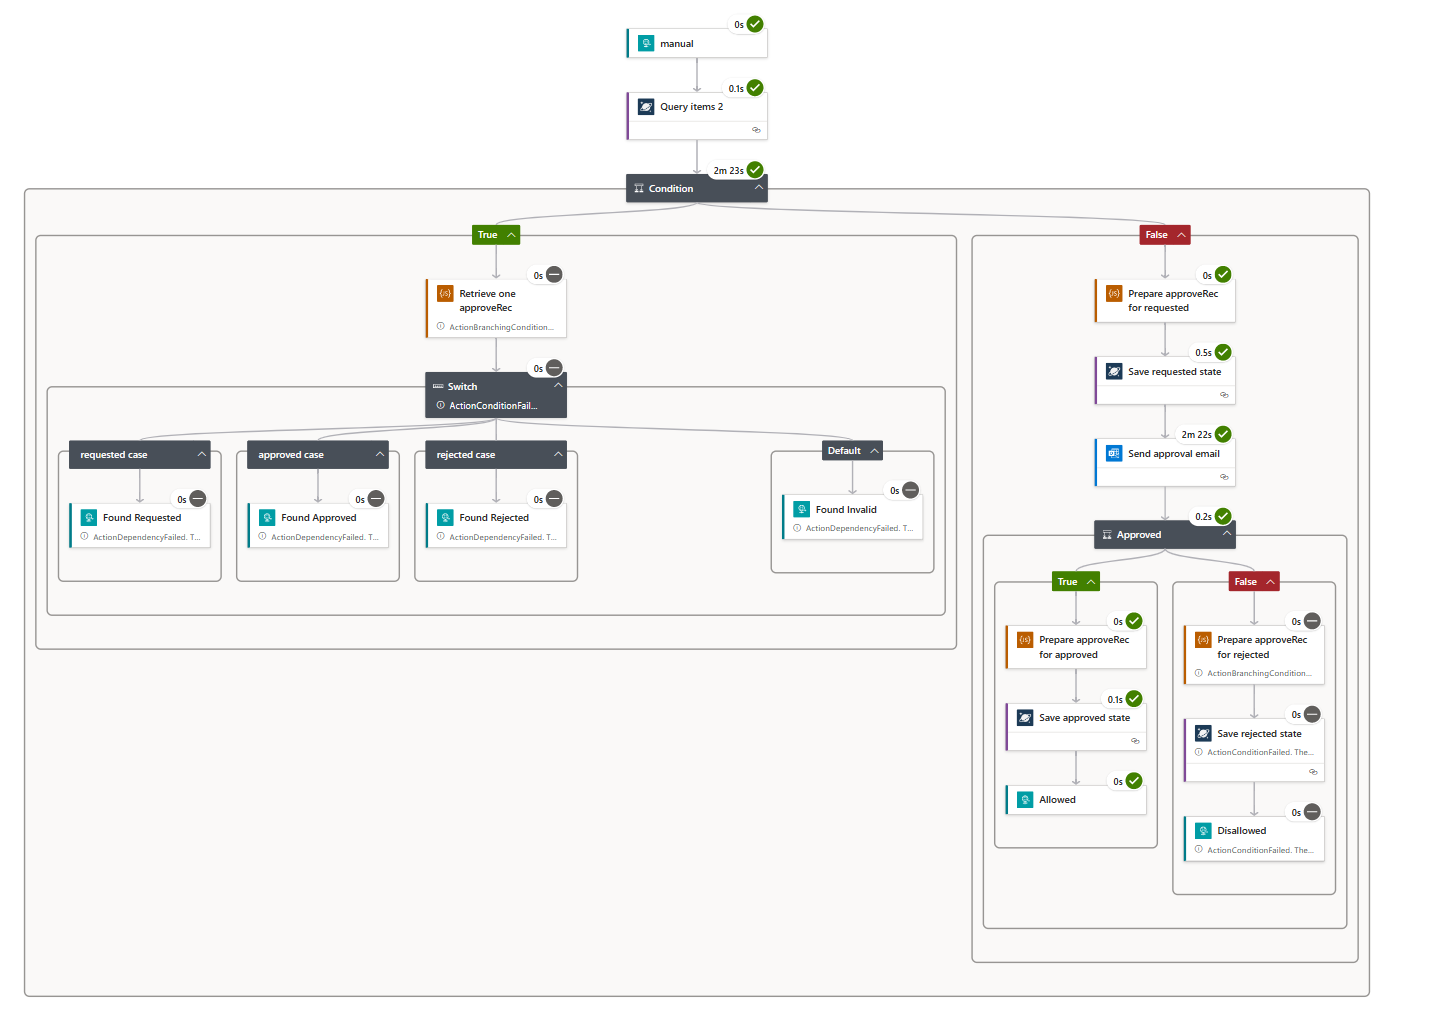 0s
manual
0.1s
Query items 2
2m 23s
Condition
True
False
0s
Retrieve one
approveRec
ActionBranchingCondition...
0s
Switch
ActionConditionFail...
requested case
approved case
rejected case
Default
0s
Found Requested
ActionDependencyFailed. T...
0s
Found Approved
ActionDependencyFailed. T...
0s
Found Rejected
ActionDependencyFailed. T...
0s
Found Invalid
ActionDependencyFailed. T...
0s
Prepare approveRec
for requested
0.5s
Save requested state
2m 22s
Send approval email
0.2s
Approved
True
False
0s
Prepare approveRec
for approved
0.1s
Save approved state
0s
Allowed
0s
Prepare approveRec
for rejected
ActionBranchingCondition...
0s
Save rejected state
ActionConditionFailed. The...
0s
Disallowed
ActionConditionFailed. The...